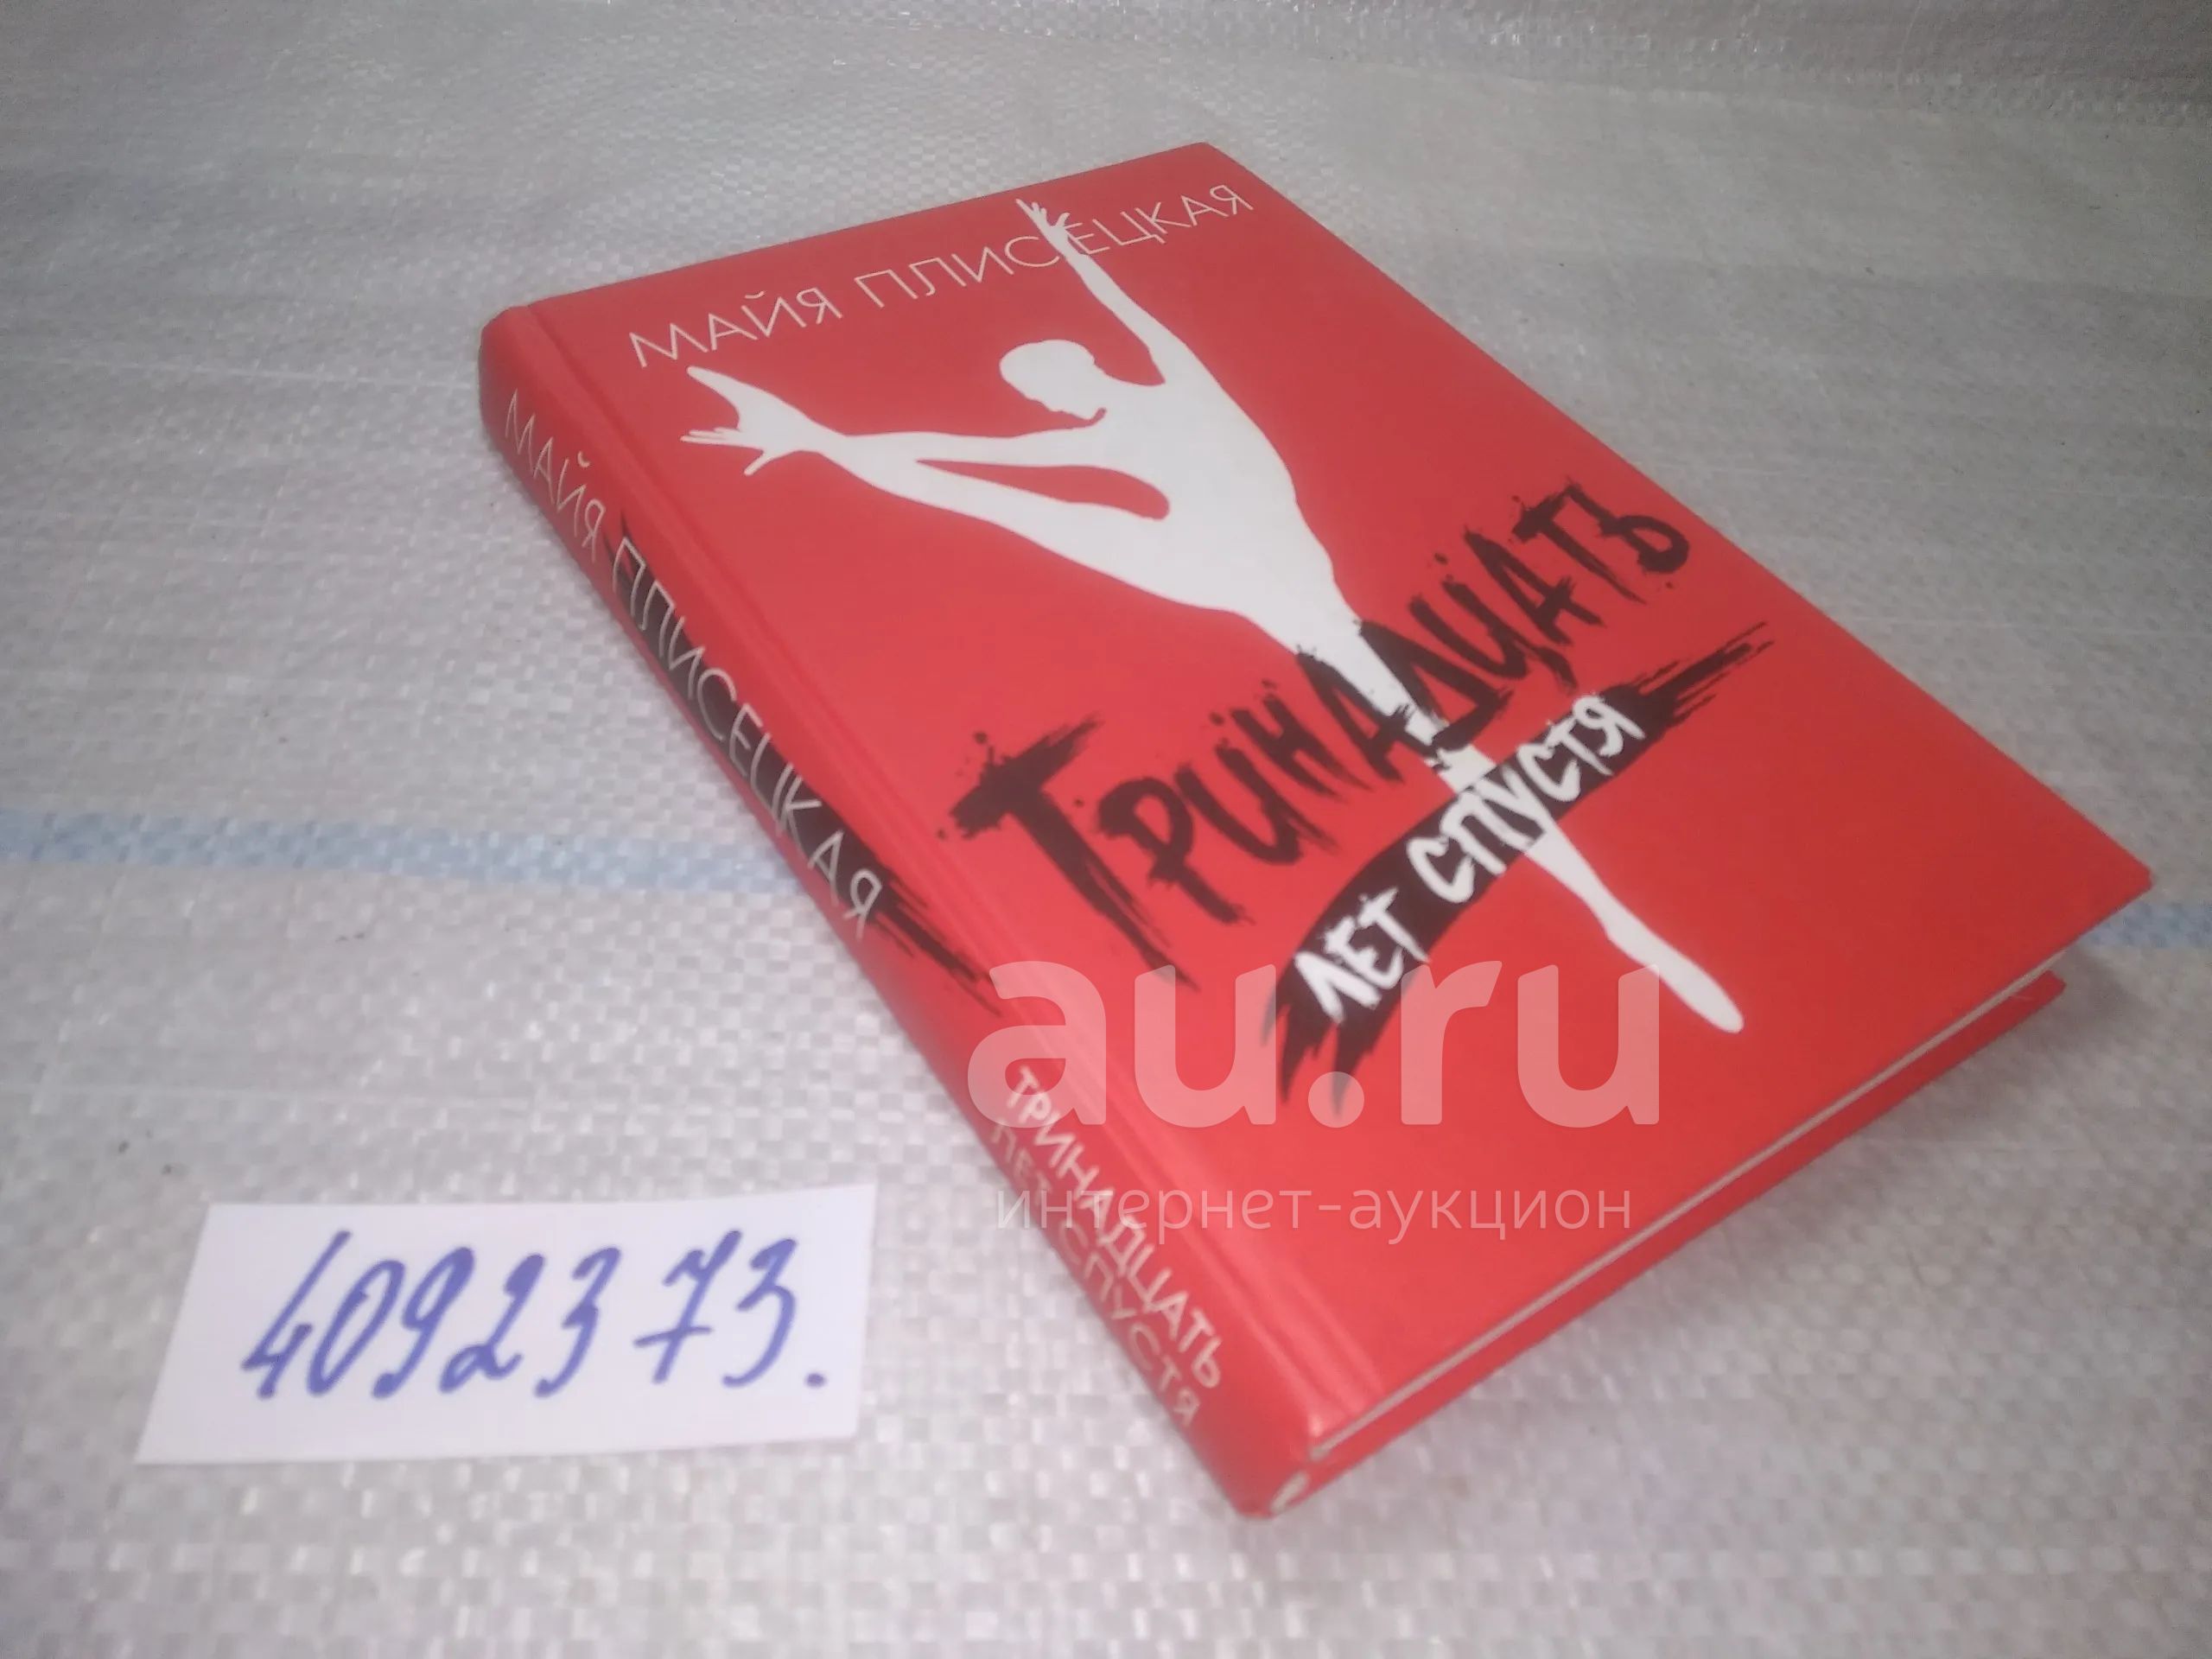 МАЙЯ ПЛИСЕЦКАЯ
ТРИНАДЦАТЬ
ЛЕТ СПУСТЯ
МАЙЯ ПЛИСЕЦКАЯ
ТРИНАДЦАТЬ
ЛЕТ СПУСТЯ
au.ru
интернет-аукцион
4092373.